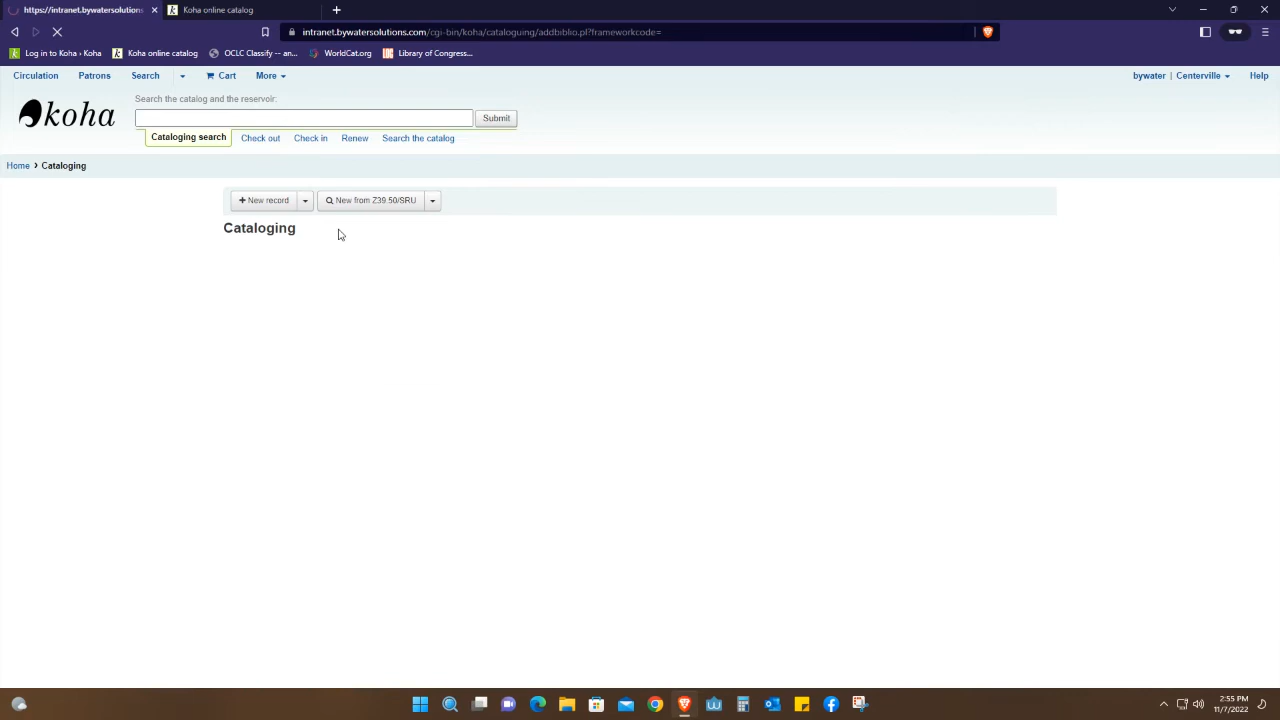 https://intranet.bywatersolutions
Koha online catalog
intranet.bywatersolutions.com/cgi-bin/koha/cataloguing/addbiblio.pl?frameworkcode=
Log in to Koha › Koha
Koha online catalog
OCLC Classify -- an...
WorldCat.org
Library of Congress...
Circulation
Patrons
Search
Cart
More
bywater | Centerville
Help
koha
Search the catalog and the reservoir:
Submit
Cataloging search
Check out
Check in
Renew
Search the catalog
Home › Cataloging
+ New record
New from Z39.50/SRU
Cataloging
2:55 PM
11/7/2022